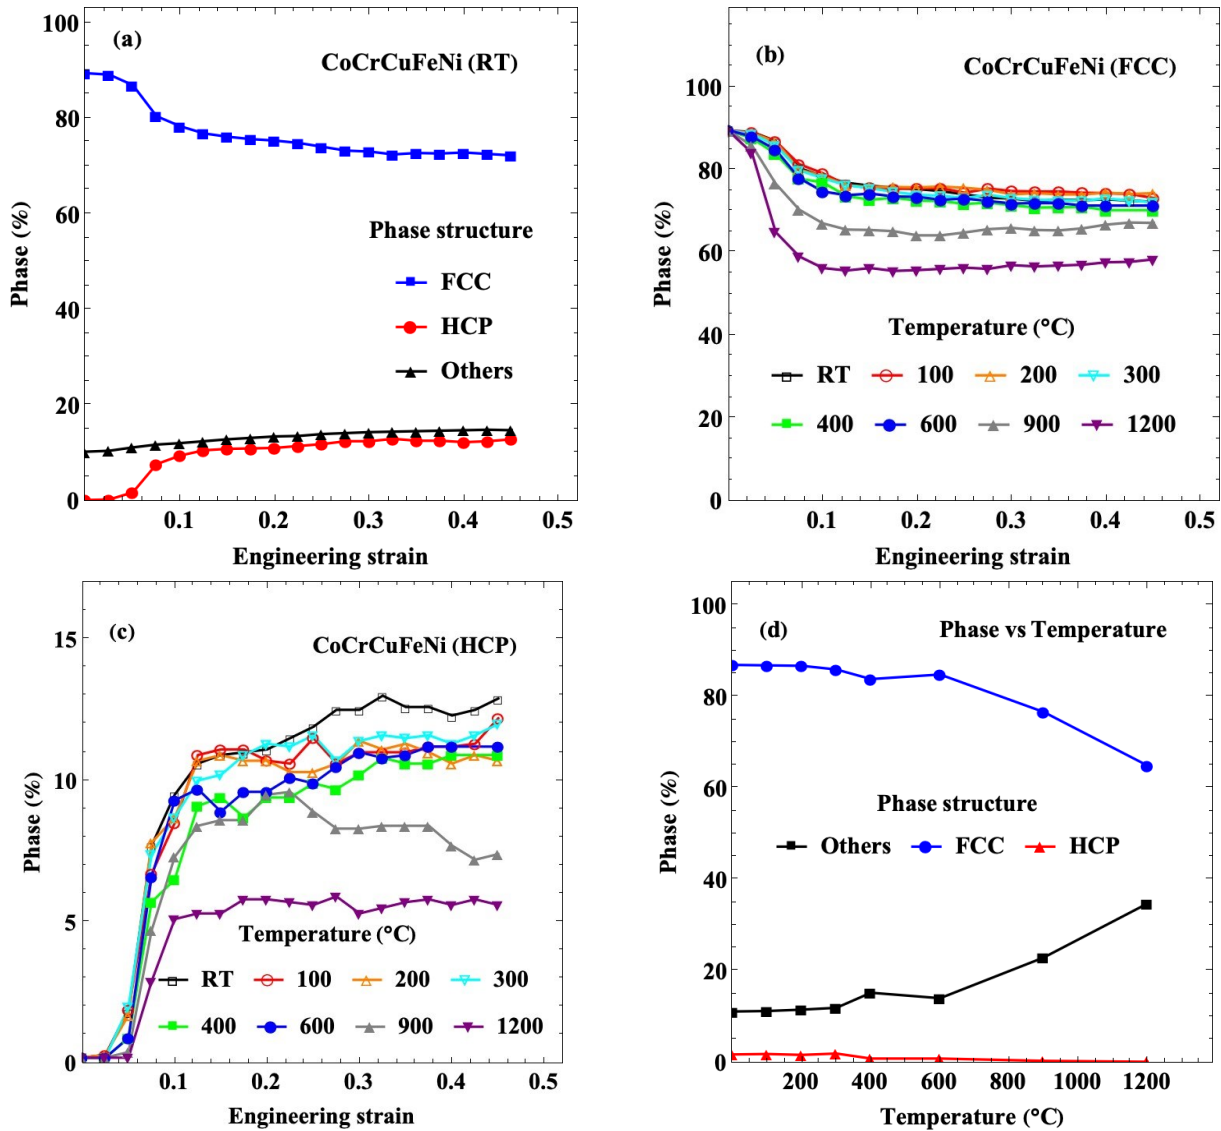 (a)
CoCrCuFeNi (RT)
Phase (%)
100
80
60
40
20
0
Phase structure
FCC
HCP
Others
0.1 0.2 0.3 0.4 0.5
Engineering strain
(b)
CoCrCuFeNi (FCC)
Phase (%)
100
80
60
40
20
0
Temperature (°C)
RT 100 200 300
400 600 900 1200
0.1 0.2 0.3 0.4 0.5
Engineering strain
(c)
CoCrCuFeNi (HCP)
Phase (%)
15
10
5
0
Temperature (°C)
RT 100 200 300
400 600 900 1200
0.1 0.2 0.3 0.4 0.5
Engineering strain
(d)
Phase vs Temperature
Phase (%)
100
80
60
40
20
0
Phase structure
Others FCC HCP
200 400 600 800 1000 1200
Temperature (°C)